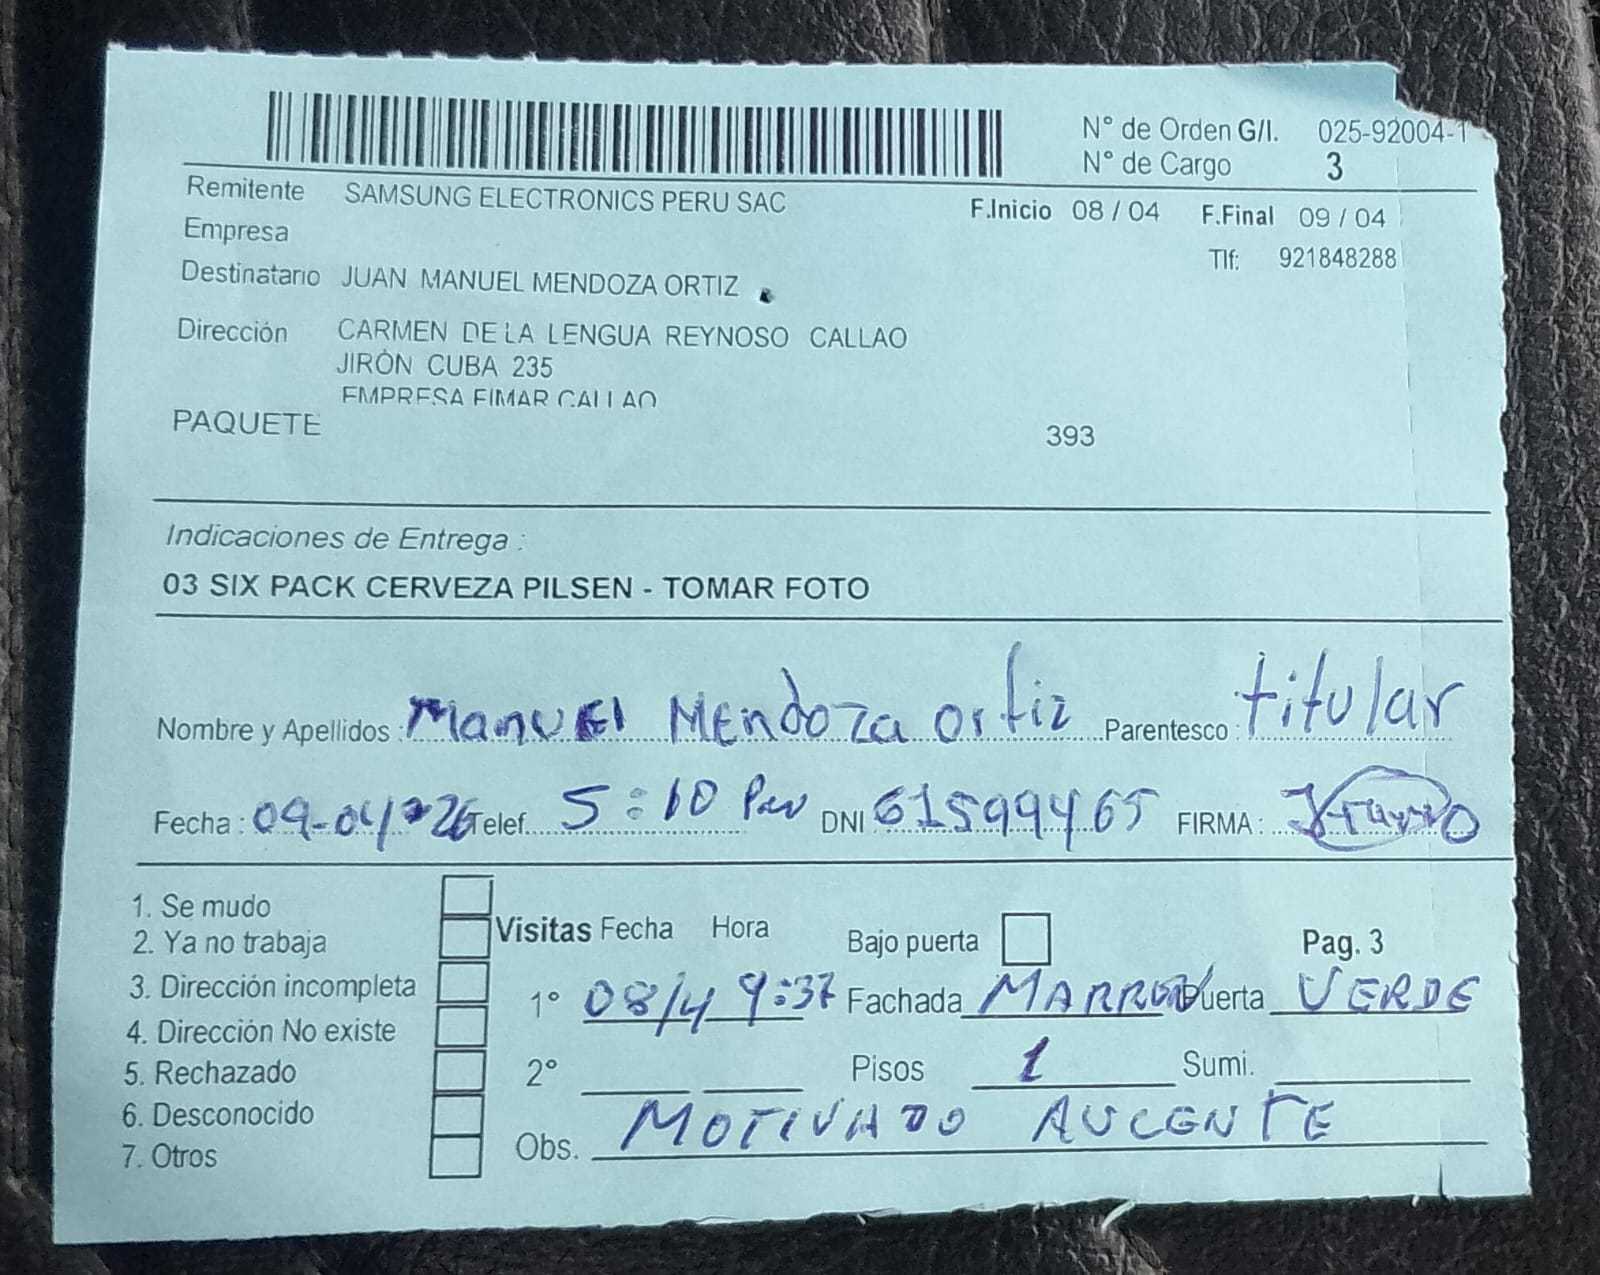 N° de Orden G/I. 025-92004-1
N° de Cargo 3
Remitente SAMSUNG ELECTRONICS PERU SAC F.Inicio 08 / 04 F.Final 09 / 04
Empresa Tlf: 921848288
Destinatario JUAN MANUEL MENDOZA ORTIZ
Dirección CARMEN DE LA LENGUA REYNOSO CALLAO
JIRÓN CUBA 235
EMPRESA FIMAR CALLAO
PAQUETE 393
Indicaciones de Entrega :
03 SIX PACK CERVEZA PILSEN - TOMAR FOTO
Nombre y Apellidos : Manuel Mendoza Ortiz Parentesco : titular
Fecha : 09-04-26 Telef. 5:10 Pm DNI 61599465 FIRMA :
1. Se mudo
2. Ya no trabaja
3. Dirección incompleta
4. Dirección No existe
5. Rechazado
6. Desconocido
7. Otros
Visitas Fecha Hora Bajo puerta Pag. 3
1° 08/4 9:37 Fachada MARRON Puerta VERDE
2° Pisos 1 Sumi.
Obs. MOTIVADO AUCENTE